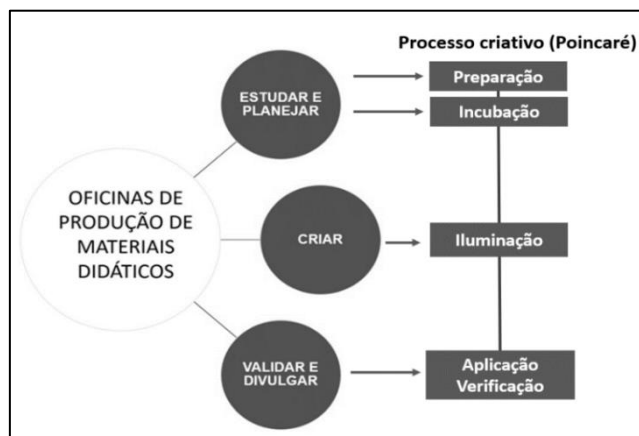 Processo criativo (Poincaré)
Preparação
ESTUDAR E
PLANEJAR
Incubação
OFICINAS DE
PRODUÇÃO DE
MATERIAIS
DIDÁTICOS
CRIAR
Iluminação
VALIDAR E
DIVULGAR
Aplicação
Verificação